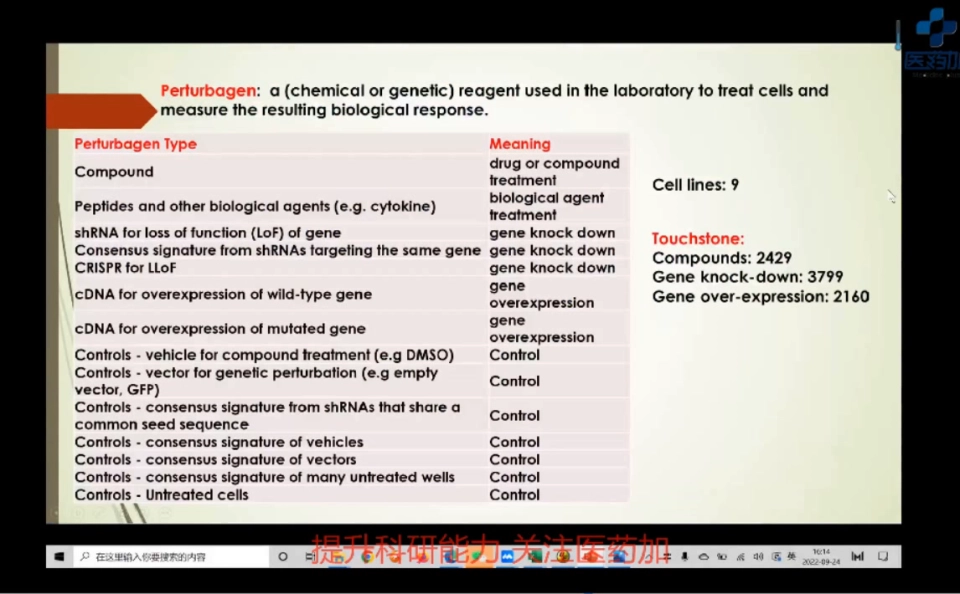 医药加
Perturbagen: a (chemical or genetic) reagent used in the laboratory to treat cells and
measure the resulting biological response.
Perturbagen Type Meaning
Compound drug or compound
treatment
Peptides and other biological agents (e.g. cytokine) biological agent
treatment
shRNA for loss of function (LoF) of gene gene knock down
Consensus signature from shRNAs targeting the same gene gene knock down
CRISPR for LLoF gene knock down
cDNA for overexpression of wild-type gene gene
overexpression
cDNA for overexpression of mutated gene gene
overexpression
Controls - vehicle for compound treatment (e.g DMSO) Control
Controls - vector for genetic perturbation (e.g empty
vector, GFP) Control
Controls - consensus signature from shRNAs that share a
common seed sequence Control
Controls - consensus signature of vehicles Control
Controls - consensus signature of vectors Control
Controls - consensus signature of many untreated wells Control
Controls - Untreated cells Control
Cell lines: 9
Touchstone:
Compounds: 2429
Gene knock-down: 3799
Gene over-expression: 2160
提升科研能力 关注医药加
在这里输入你要搜索的内容
英
16:14
2022-09-24